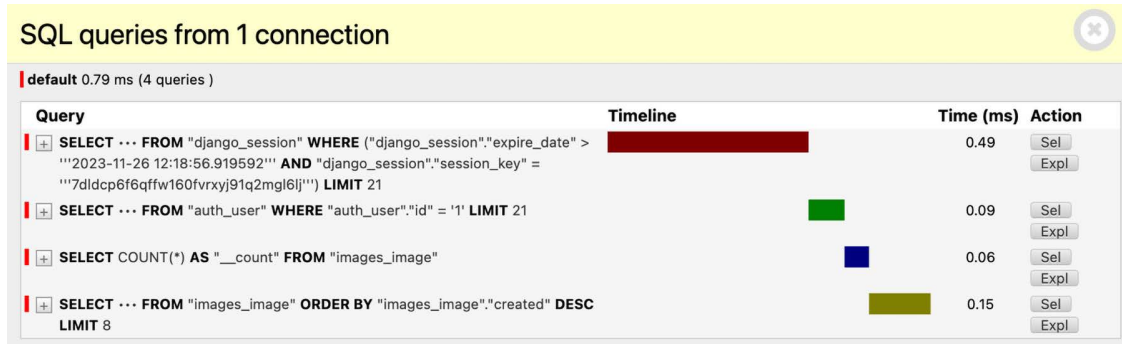 SQL queries from 1 connection
default 0.79 ms (4 queries )
Query Timeline Time (ms) Action
+ SELECT ··· FROM "django_session" WHERE ("django_session"."expire_date" > 0.49 Sel
'''2023-11-26 12:18:56.919592''' AND "django_session"."session_key" = Expl
'''7dldcp6f6qffw160fvrxyj91q2mgl6lj''') LIMIT 21
+ SELECT ··· FROM "auth_user" WHERE "auth_user"."id" = '1' LIMIT 21 0.09 Sel
Expl
+ SELECT COUNT(*) AS "__count" FROM "images_image" 0.06 Sel
Expl
+ SELECT ··· FROM "images_image" ORDER BY "images_image"."created" DESC 0.15 Sel
LIMIT 8 Expl